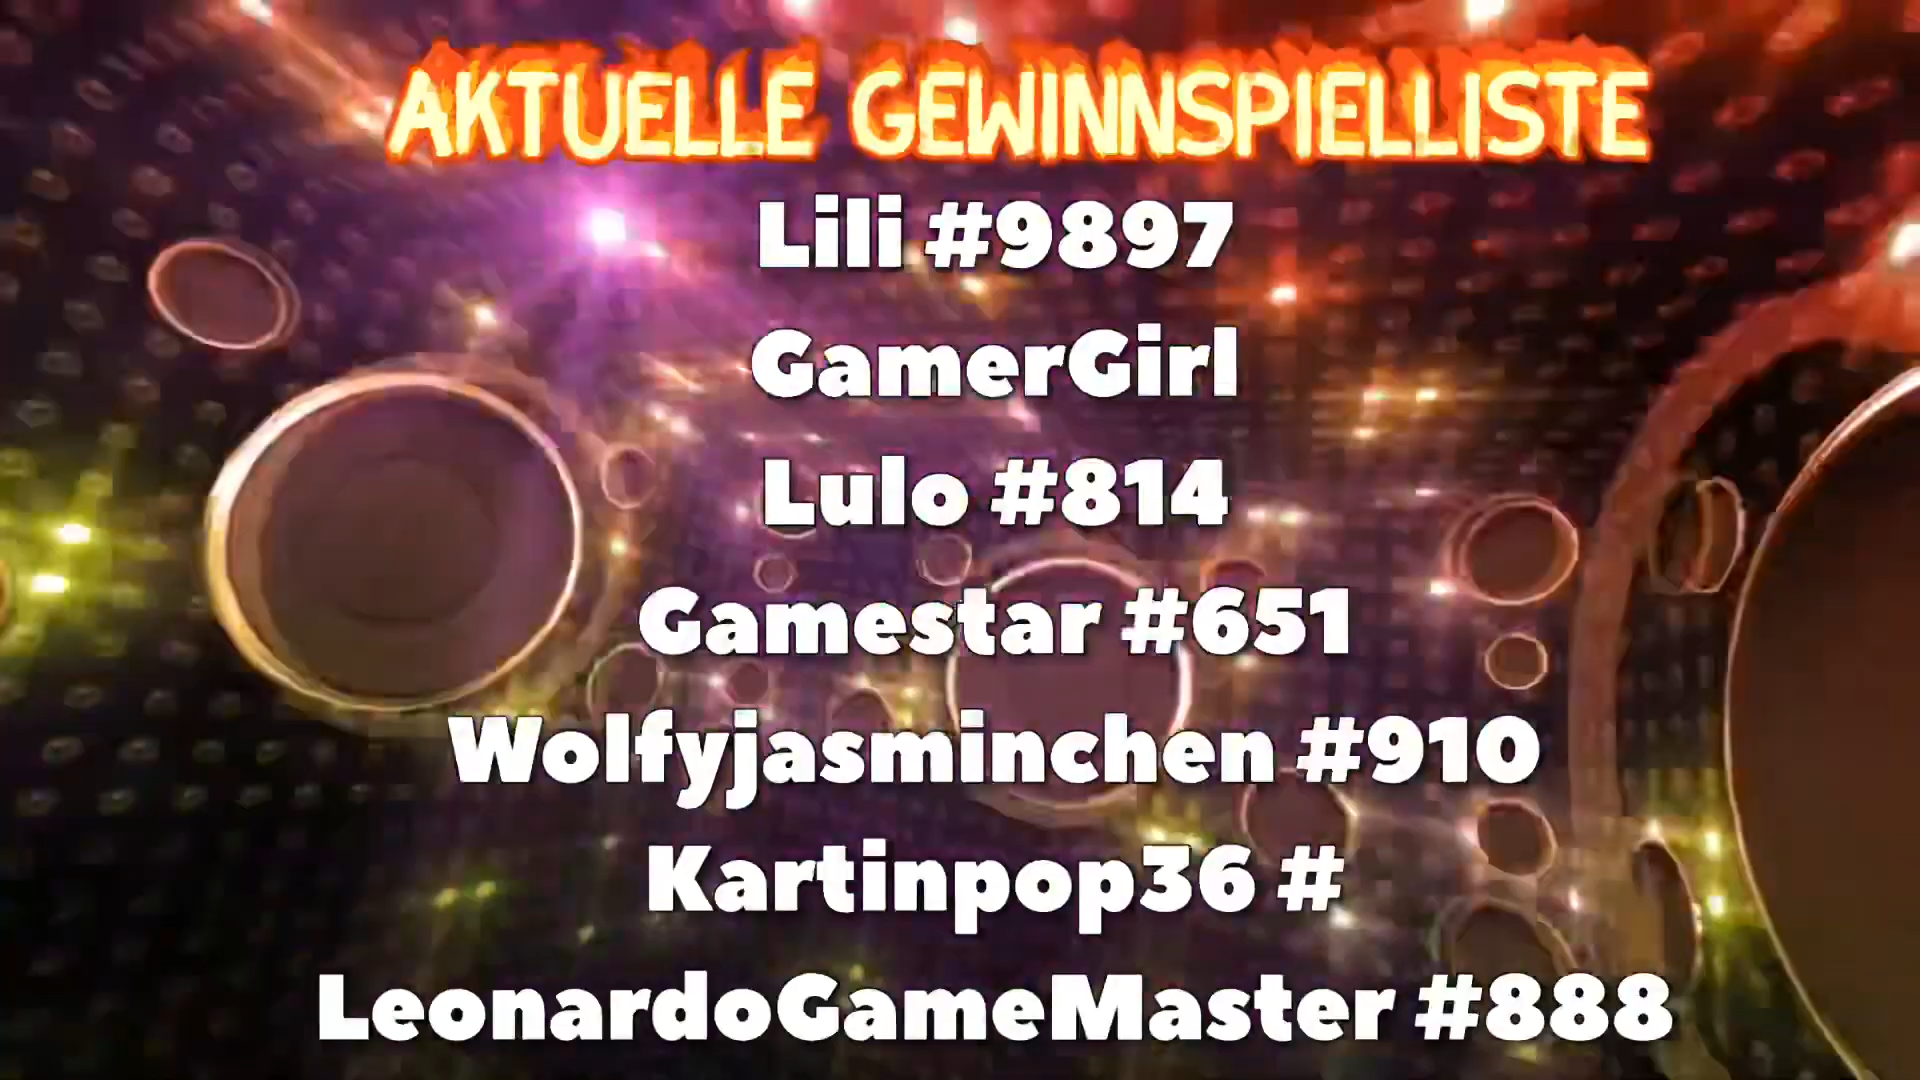 AKTUELLE GEWINNSPIELLISTE
Lili #9897
GamerGirl
Lulo #814
Gamestar #651
Wolfyjasminchen #910
Kartinpop36 #
LeonardoGameMaster #888